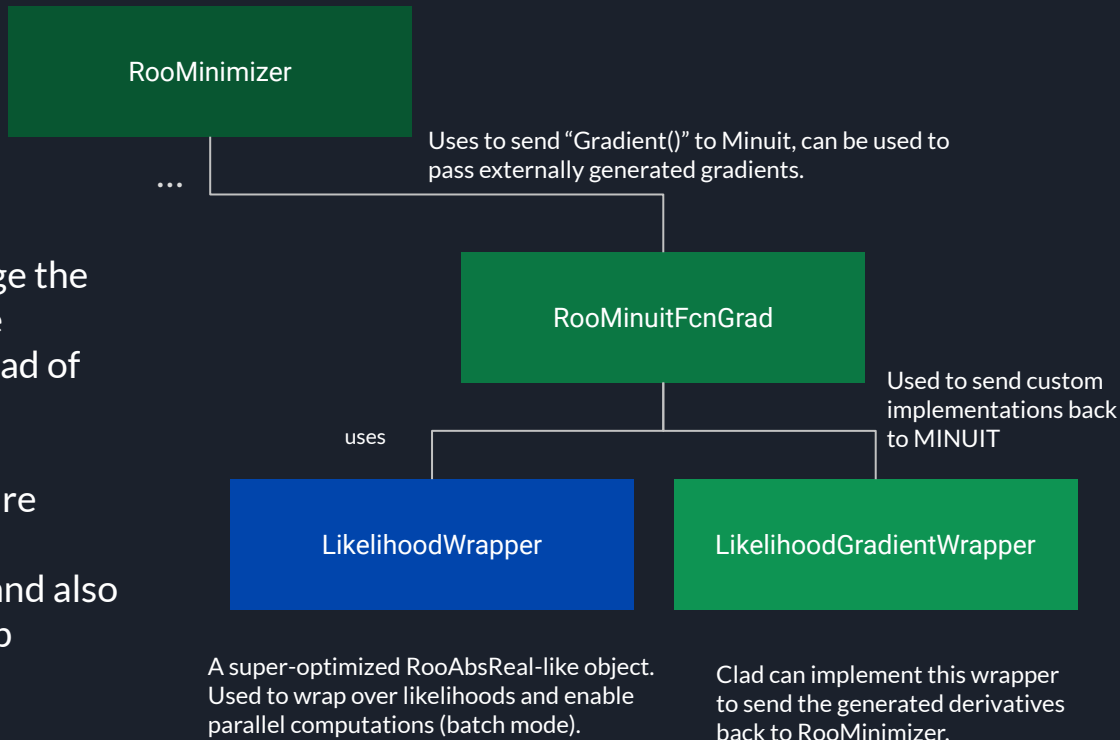 RooMinimizer
Uses to send “Gradient()” to Minuit, can be used to
pass externally generated gradients.
...
ge the
RooMinuitFcnGrad
ad of
Used to send custom
implementations back
to MINUIT
uses
re
LikelihoodWrapper
LikelihoodGradientWrapper
and also
A super-optimized RooAbsReal-like object.
Used to wrap over likelihoods and enable
parallel computations (batch mode).
Clad can implement this wrapper
to send the generated derivatives
back to RooMinimizer.